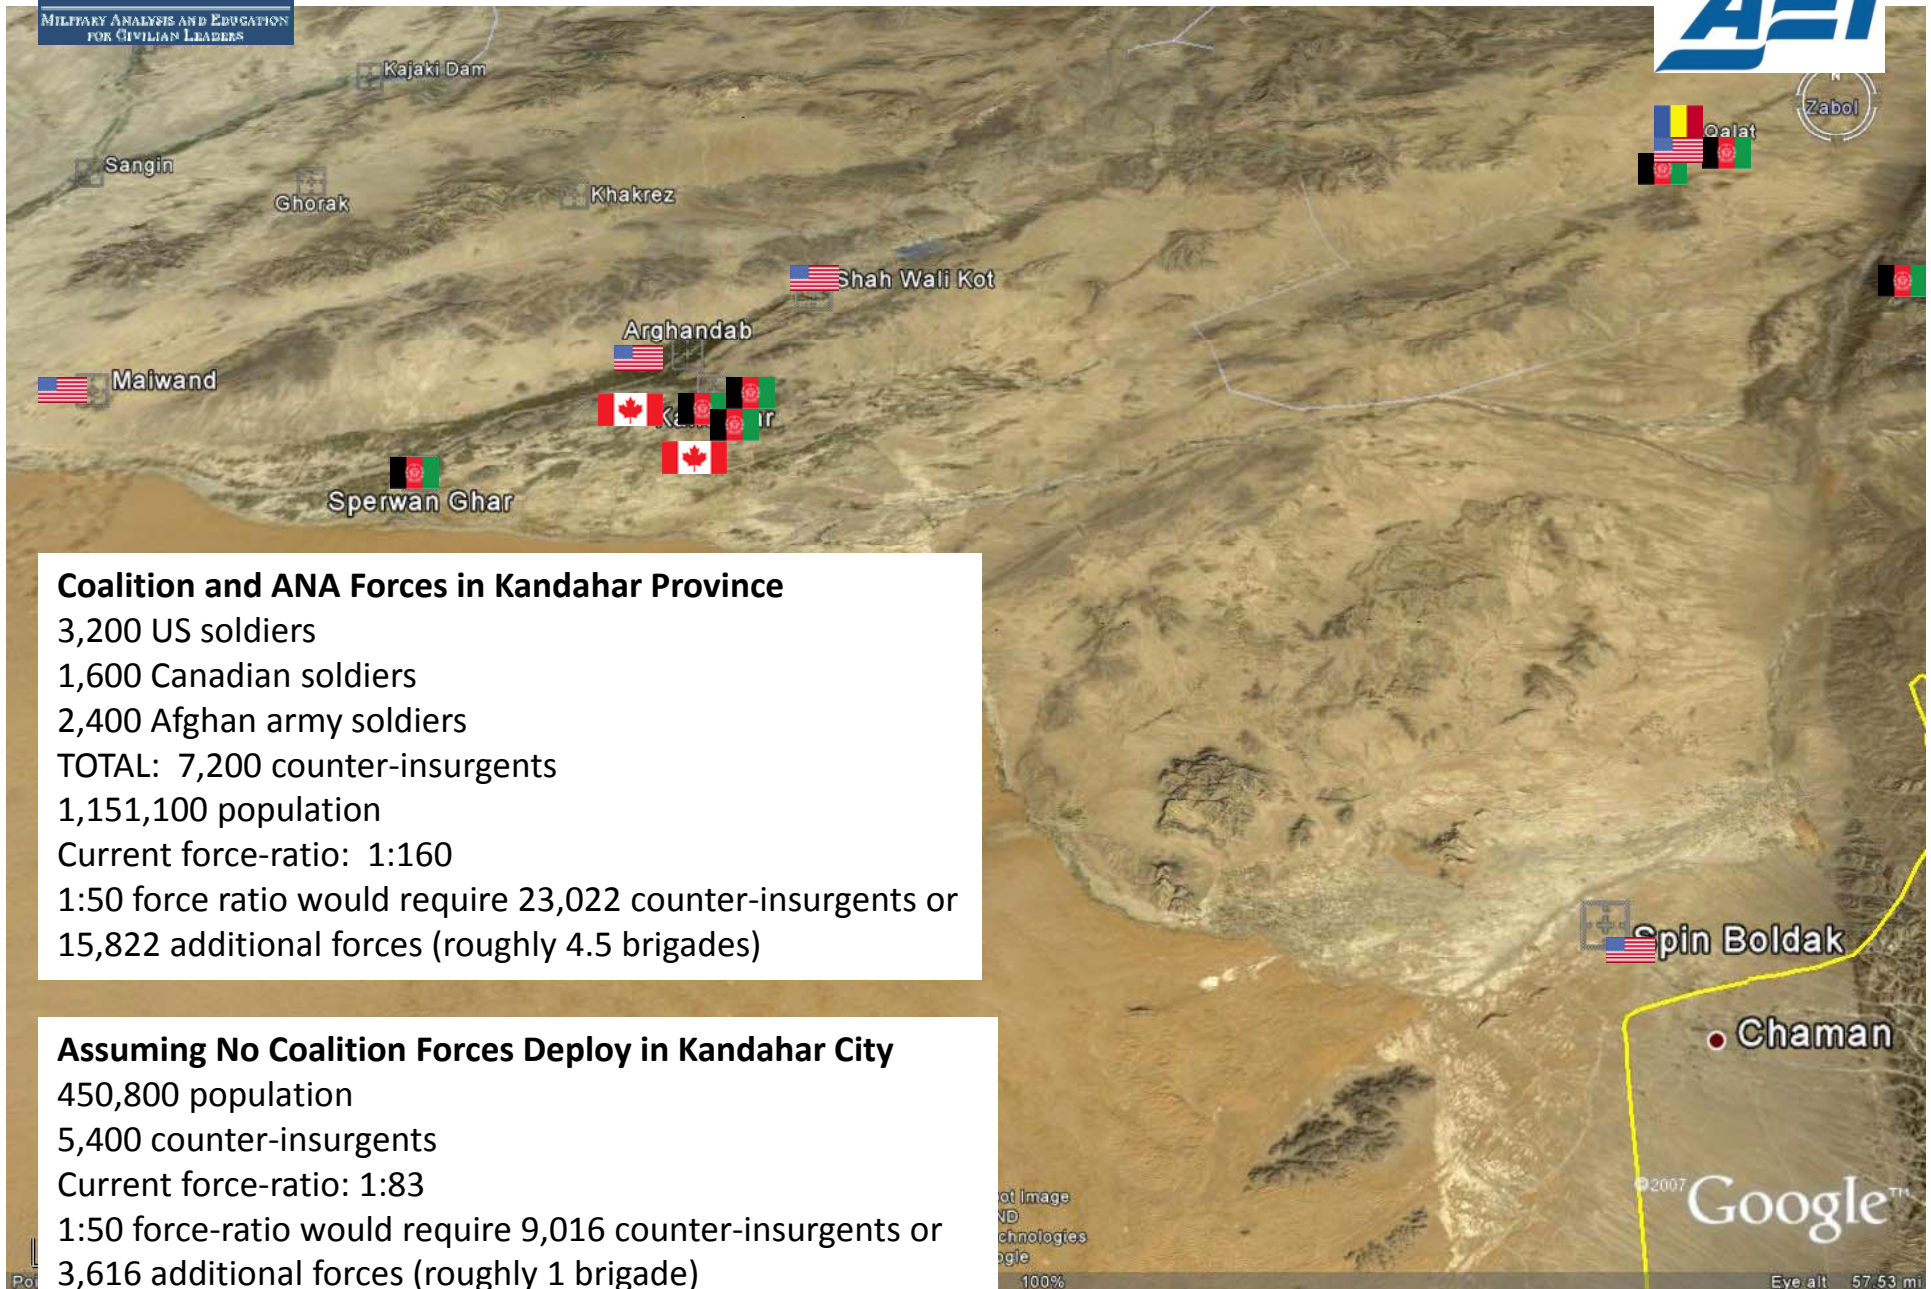 MILITARY ANALYSIS AND EDUCATION
FOR CIVILIAN LEADERS
AEI
Kajaki Dam
N
Zabol
Qalat
Sangin
Ghorak
Khakrez
Shah Wali Kot
Arghandab
Maiwand
Sperwan Ghar
Coalition and ANA Forces in Kandahar Province
3,200 US soldiers
1,600 Canadian soldiers
2,400 Afghan army soldiers
TOTAL: 7,200 counter-insurgents
1,151,100 population
Current force-ratio: 1:160
1:50 force ratio would require 23,022 counter-insurgents or
15,822 additional forces (roughly 4.5 brigades)
Spin Boldak
Chaman
Assuming No Coalition Forces Deploy in Kandahar City
450,800 population
5,400 counter-insurgents
Current force-ratio: 1:83
1:50 force-ratio would require 9,016 counter-insurgents or
3,616 additional forces (roughly 1 brigade)
Image
©2007 Google™
100%
Eye alt 57.53 mi